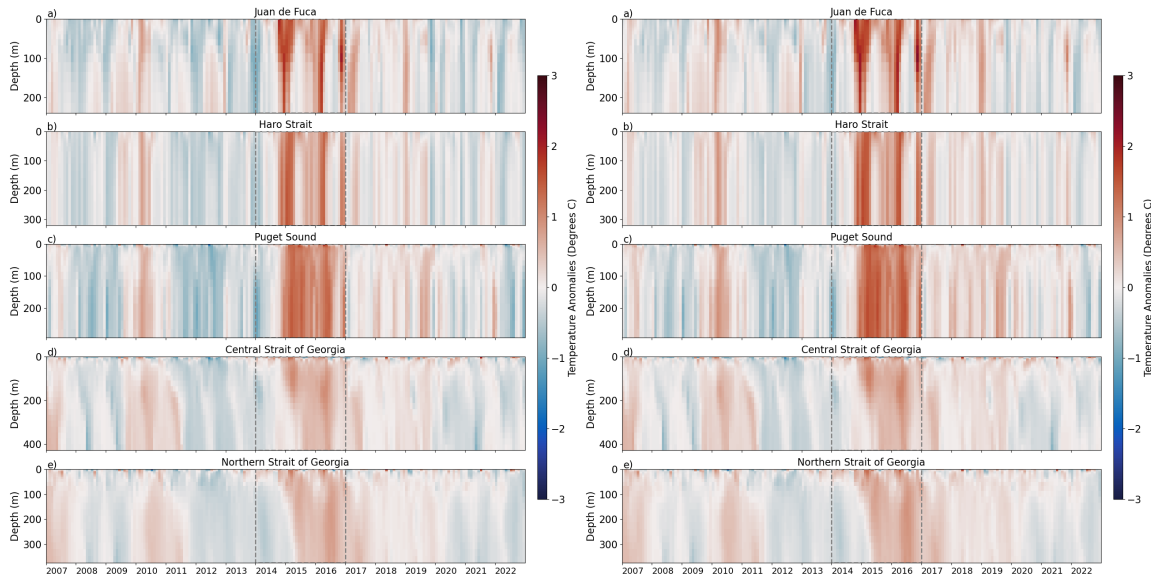 a) Juan de Fuca
0
100
200
Depth (m)
b) Haro Strait
0
100
200
300
Depth (m)
c) Puget Sound
0
100
200
Depth (m)
d) Central Strait of Georgia
0
200
400
Depth (m)
e) Northern Strait of Georgia
0
100
200
300
Depth (m)
2007 2008 2009 2010 2011 2012 2013 2014 2015 2016 2017 2018 2019 2020 2021 2022
3
2
1
0
−1
−2
−3
Temperature Anomalies (Degrees C)
a) Juan de Fuca
0
100
200
Depth (m)
b) Haro Strait
0
100
200
300
Depth (m)
c) Puget Sound
0
100
200
Depth (m)
d) Central Strait of Georgia
0
200
400
Depth (m)
e) Northern Strait of Georgia
0
100
200
300
Depth (m)
2007 2008 2009 2010 2011 2012 2013 2014 2015 2016 2017 2018 2019 2020 2021 2022
3
2
1
0
−1
−2
−3
Temperature Anomalies (Degrees C)